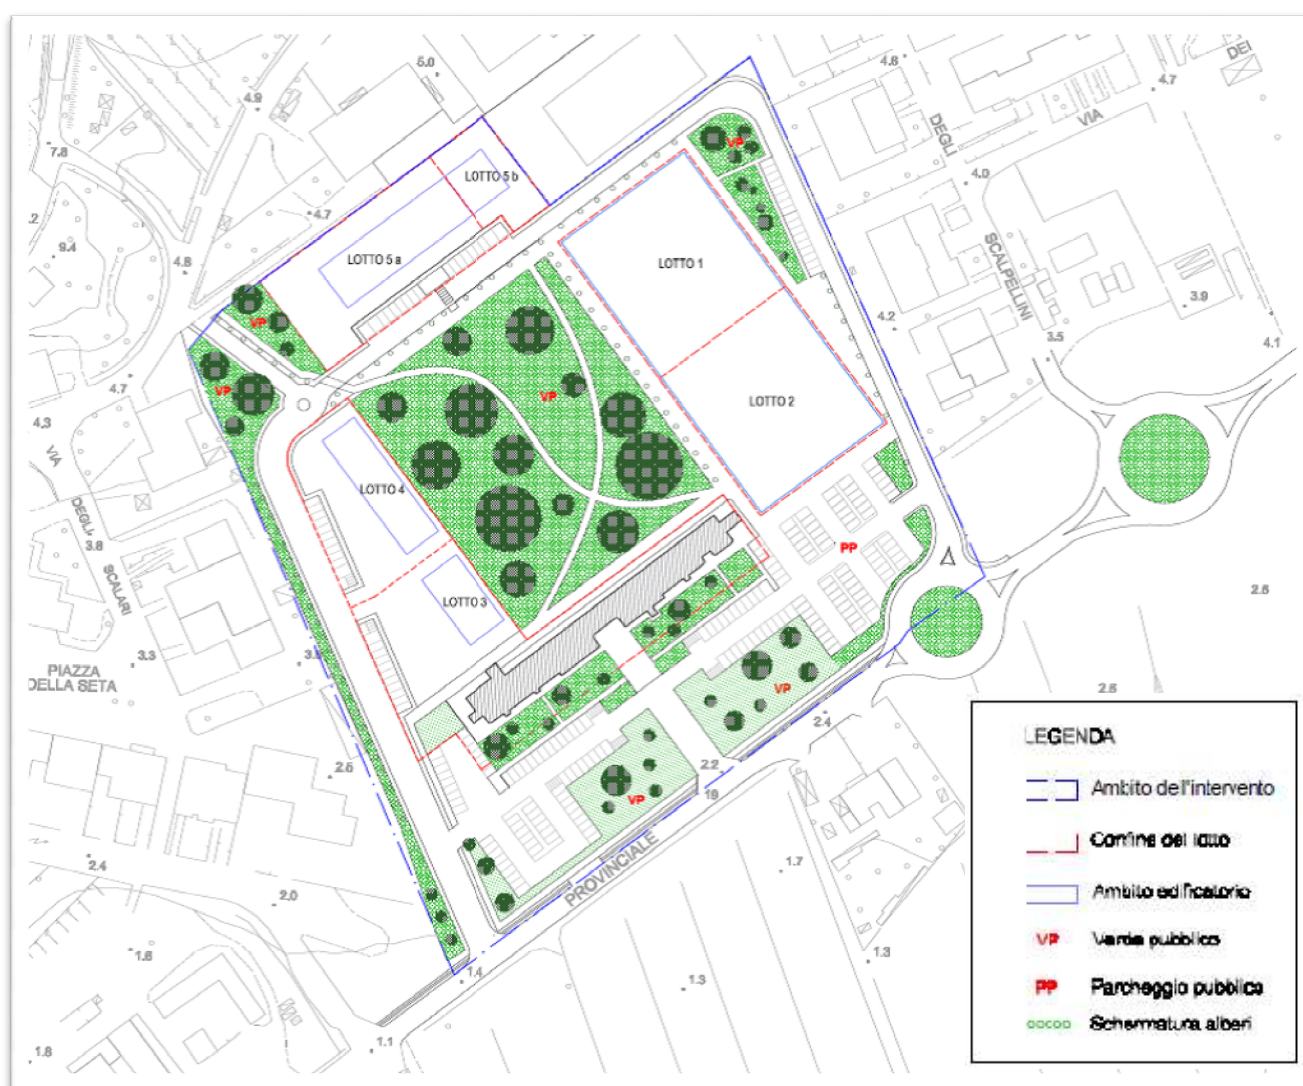 5.0
4.6
DEI
4.7
4.9
VIA
DEGLI
7.8
VP
LOTTO 5 b
4.0
.2
4.7
9.4
SCALPELLINI
LOTTO 5 a
LOTTO 1
4.8
3.9
VP
4.2
3.5
4.1
4.7
VP
VP
LOTTO 2
4.3
VIA
LOTTO 4
DEGLI
3.8
PP
SCALARI
LOTTO 3
2.6
3.3
PIAZZA
DELLA SETA
VP
2.4
2.5
2.2
19
VP
PROVINCIALE
1.7
2.4
2.0
1.6
1.4
1.3
1.3
1.1
1.8
LEGENDA
Ambito dell'intervento
Confine del lotto
Ambito edificatorio
VP Verde pubblico
PP Parcheggio pubblico
Schermatura alberi